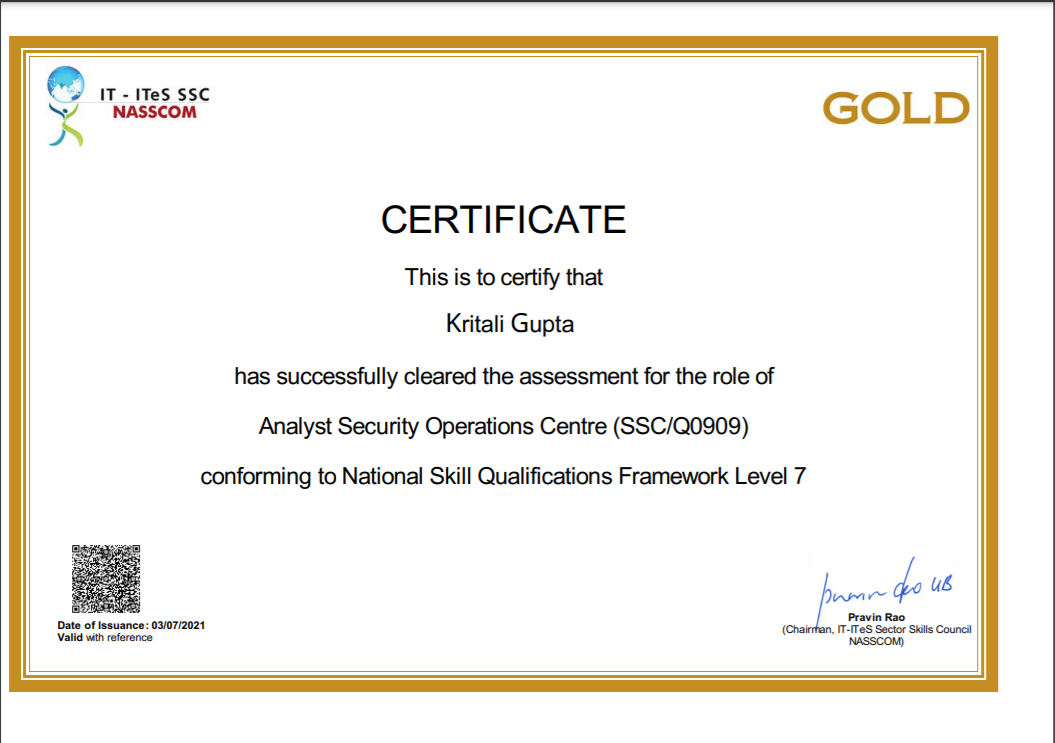 IT - ITeS SSC
NASSCOM
GOLD
CERTIFICATE
This is to certify that
Kritali Gupta
has successfully cleared the assessment for the role of
Analyst Security Operations Centre (SSC/Q0909)
conforming to National Skill Qualifications Framework Level 7
Date of Issuance: 03/07/2021
Valid with reference
Pravin Rao
(Chairman, IT-ITeS Sector Skills Council
NASSCOM)